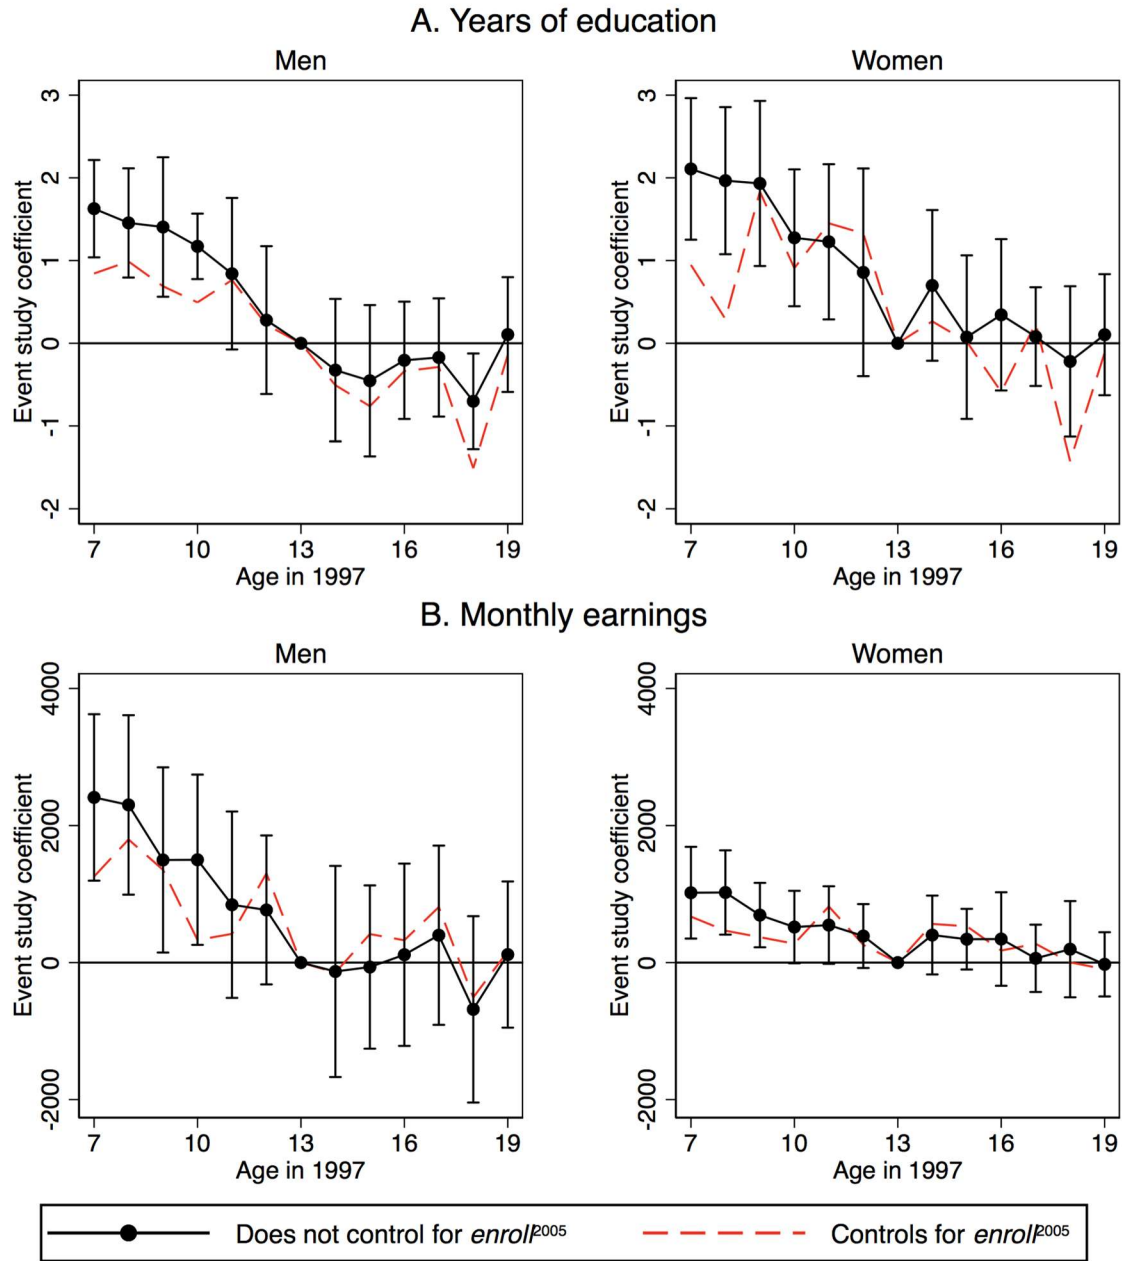 A. Years of education
Men
Women
Event study coefficient
3
2
1
0
-1
-2
7 10 13 16 19
Age in 1997
Event study coefficient
3
2
1
0
-1
-2
7 10 13 16 19
Age in 1997
B. Monthly earnings
Men
Women
Event study coefficient
4000
2000
0
-2000
7 10 13 16 19
Age in 1997
Event study coefficient
4000
2000
0
-2000
7 10 13 16 19
Age in 1997
Does not control for enroll²⁰⁰⁵
Controls for enroll²⁰⁰⁵